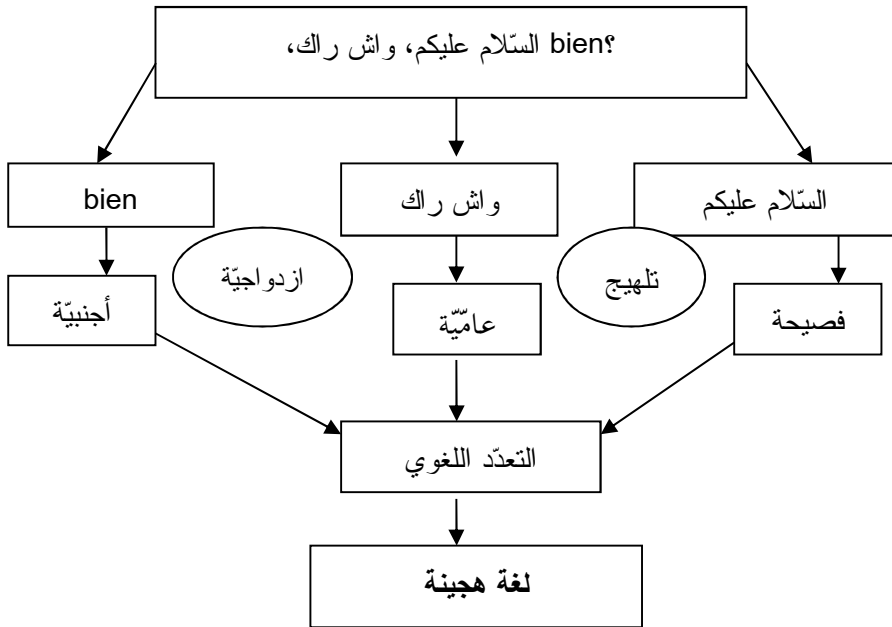 السّلام عليكم، واش راك، bien؟
السّلام عليكم
واش راك
bien
تلهيج
ازدواجيّة
فصيحة
عاميّّة
أجنبيّة
التعدّد اللغوي
لغة هجينة